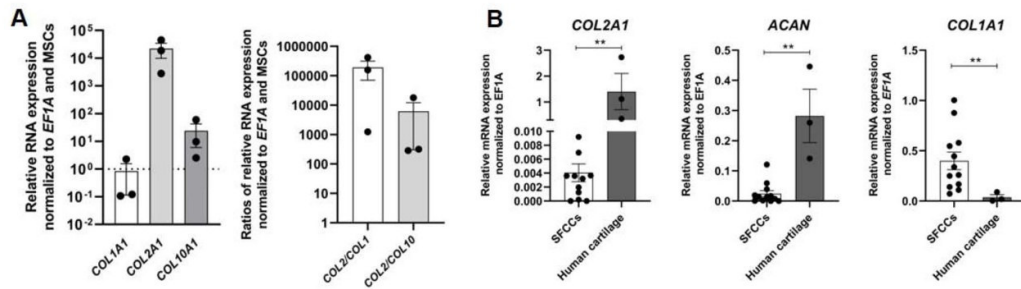 A
Relative RNA expression
normalized to EF1A and MSCs
10^5
10^4
10^3
10^2
10^1
10^0
10^-1
10^-2
COL1A1
COL2A1
COL10A1
Ratios of relative RNA expression
normalized to EF1A and MSCs
1000000
100000
10000
1000
100
10
1
COL2/COL1
COL2/COL10
B
COL2A1
Relative mRNA expression
normalized to EF1A
3
2
1
0.010
0.008
0.006
0.004
0.002
0.000
**
SFCCs
Human cartilage
ACAN
Relative mRNA expression
normalized to EF1A
0.5
0.4
0.3
0.2
0.1
0.0
**
SFCCs
Human cartilage
COL1A1
Relative mRNA expression
normalized to EF1A
1.5
1.0
0.5
0.0
**
SFCCs
Human cartilage